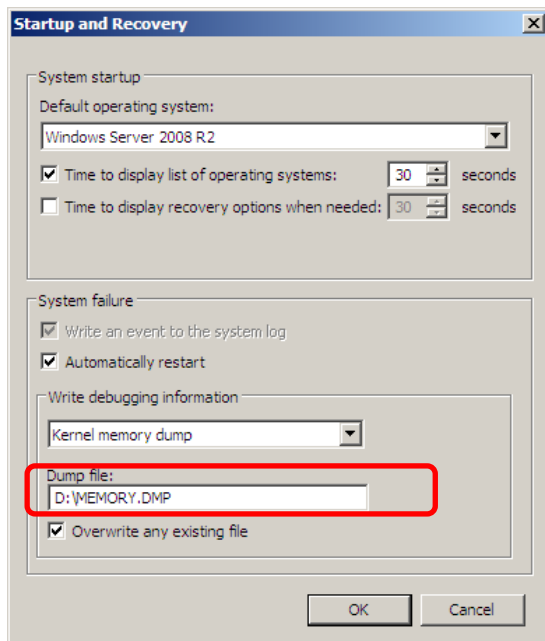 Startup and Recovery
System startup
Default operating system:
Windows Server 2008 R2
Time to display list of operating systems: 30 seconds
Time to display recovery options when needed: 30 seconds
System failure
Write an event to the system log
Automatically restart
Write debugging information
Kernel memory dump
Dump file:
D:\MEMORY.DMP
Overwrite any existing file
OK Cancel